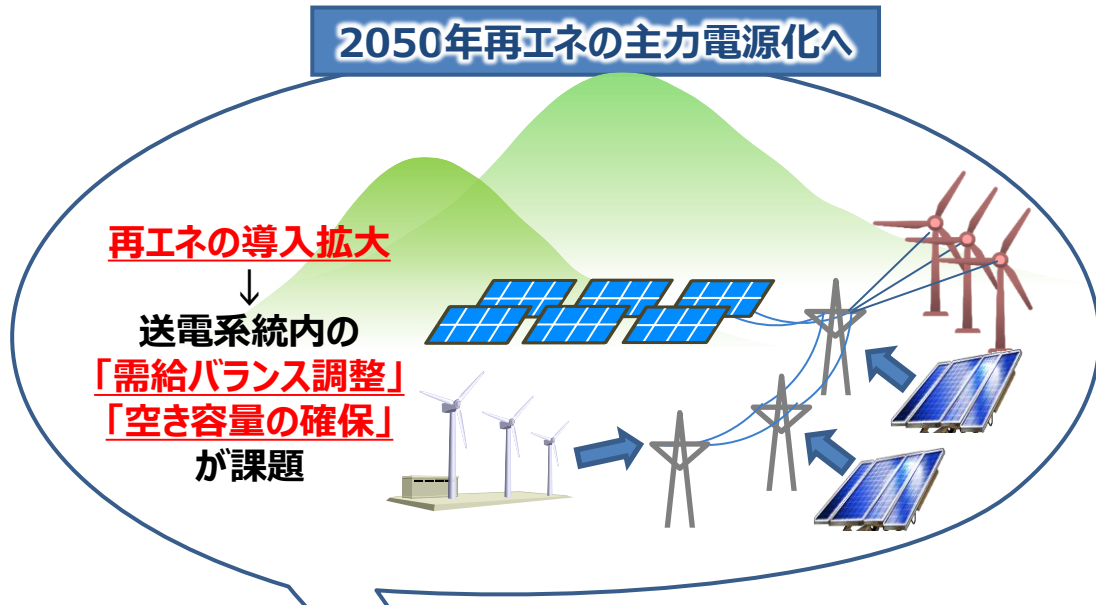 2050年再エネの主力電源化へ
再エネの導入拡大
↓
送電系統内の
「需給バランス調整」
「空き容量の確保」
が課題